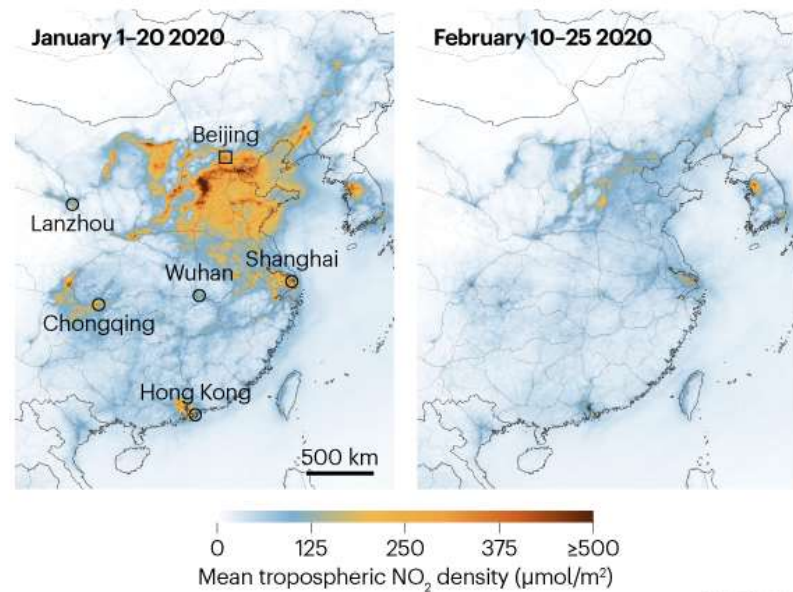 January 1–20 2020
February 10–25 2020
Beijing
Lanzhou
Wuhan
Shanghai
Chongqing
Hong Kong
500 km
0
125
250
375
≥500
Mean tropospheric NO₂ density (µmol/m²)